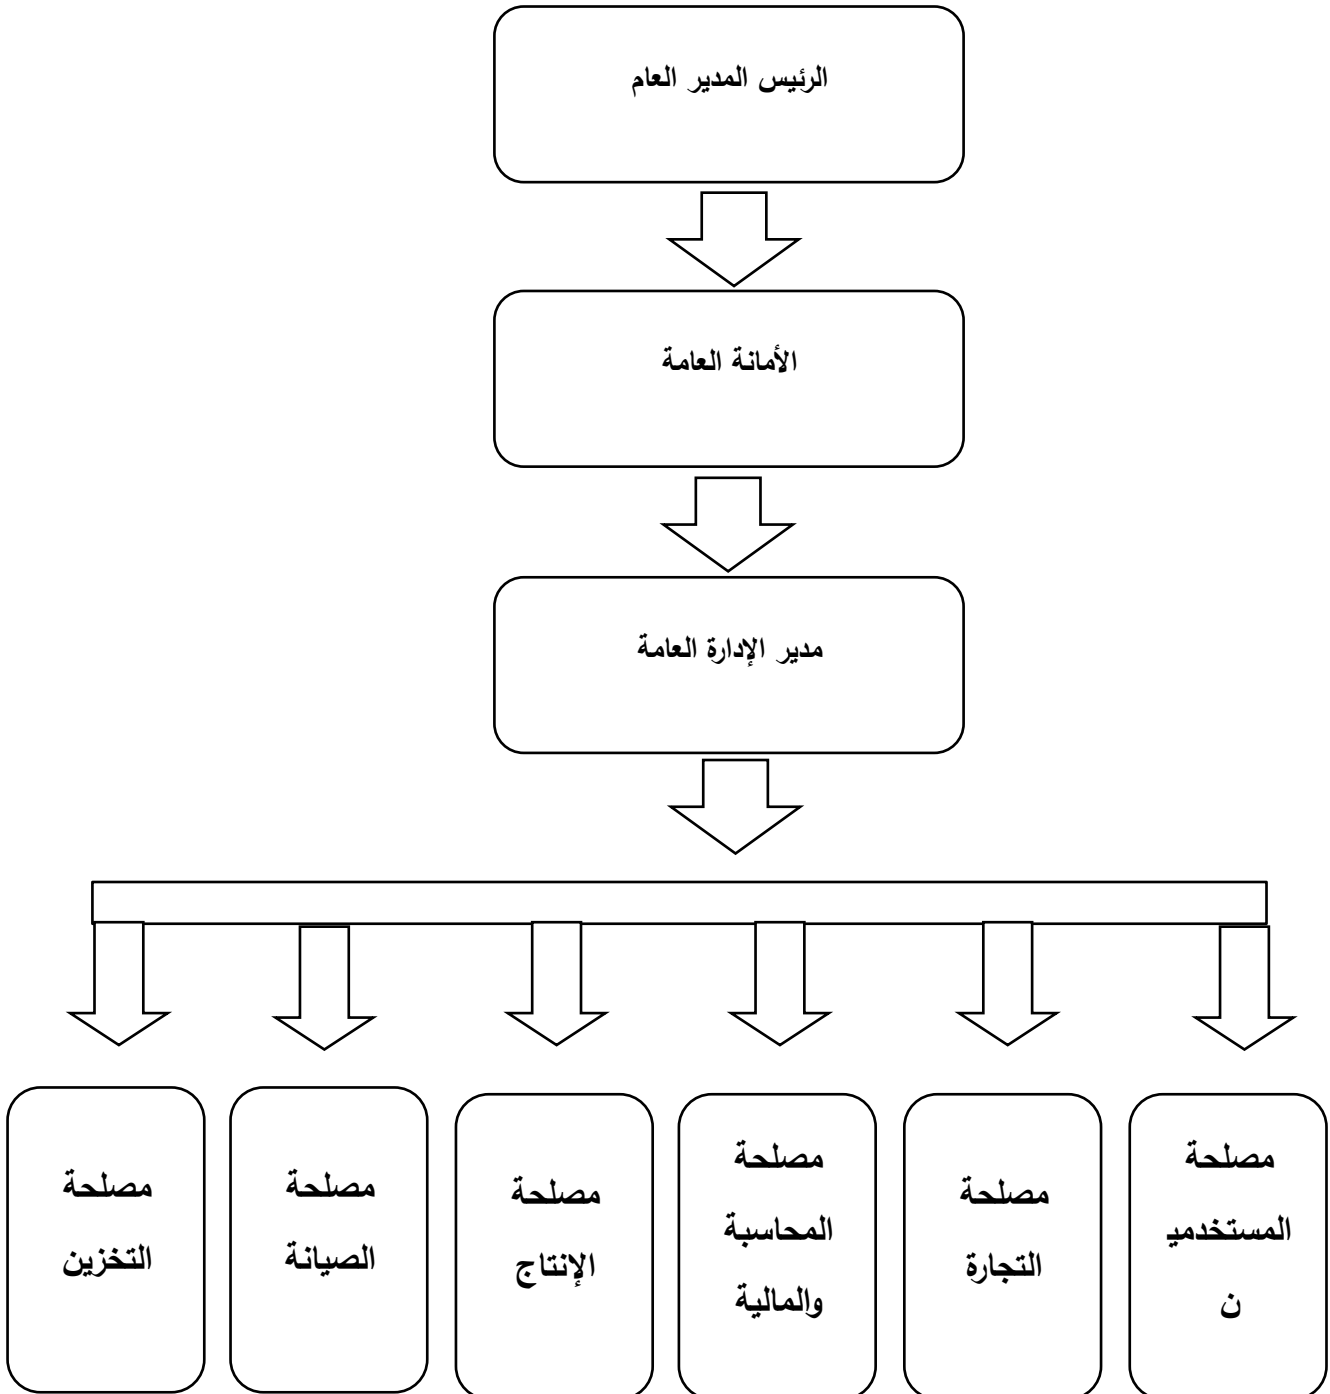 الرئيس المدير العام
الأمانة العامة
مدير الإدارة العامة
مصلحة
المستخدميـ
ن
مصلحة
التجارة
مصلحة
المحاسبة
والمالية
مصلحة
الإنتاج
مصلحة
الصيانة
مصلحة
التخزين